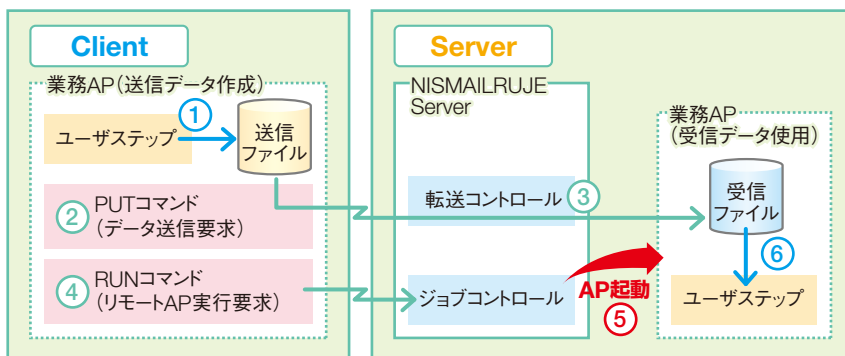 Client
業務AP(送信データ作成)
ユーザステップ
①
送信
ファイル
②
PUTコマンド
(データ送信要求)
④
RUNコマンド
(リモートAP実行要求)
Server
NISMAILRUJE
Server
転送コントロール
③
ジョブコントロール
AP起動
⑤
業務AP
(受信データ使用)
受信
ファイル
⑥
ユーザステップ